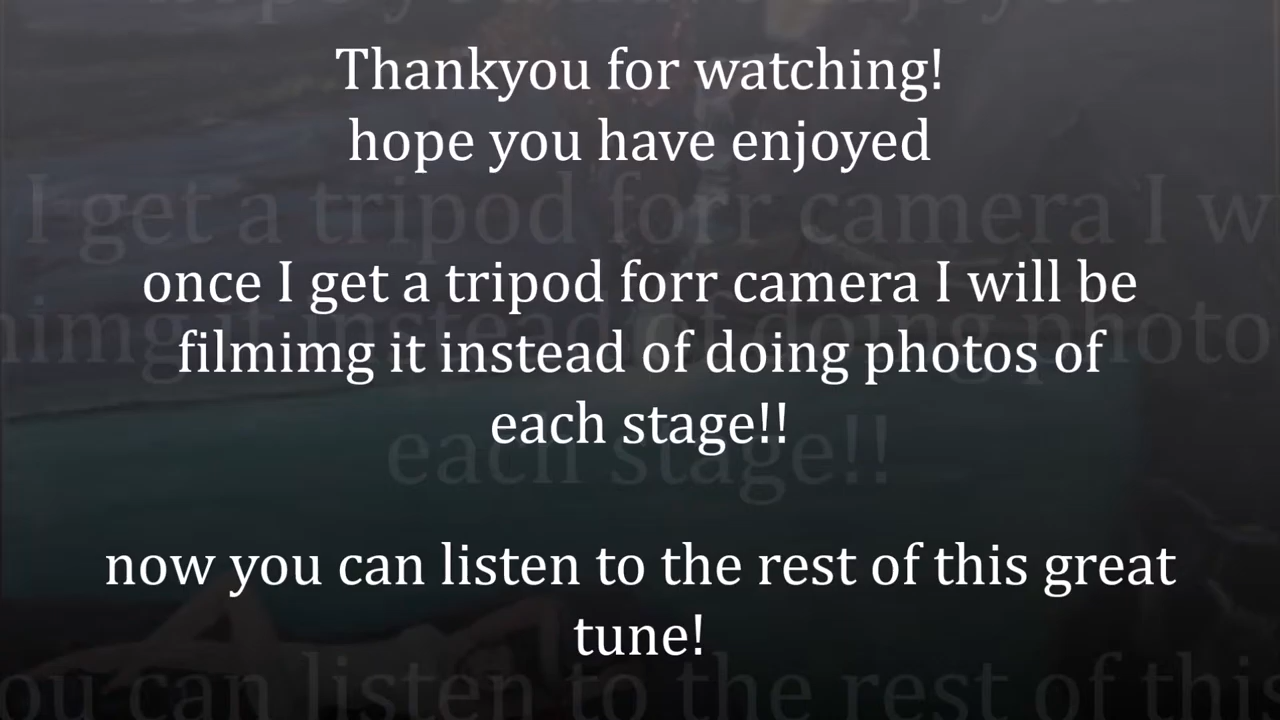 Thankyou for watching!
hope you have enjoyed
once I get a tripod forr camera I will be
filmimg it instead of doing photos of
each stage!!
now you can listen to the rest of this great
tune!